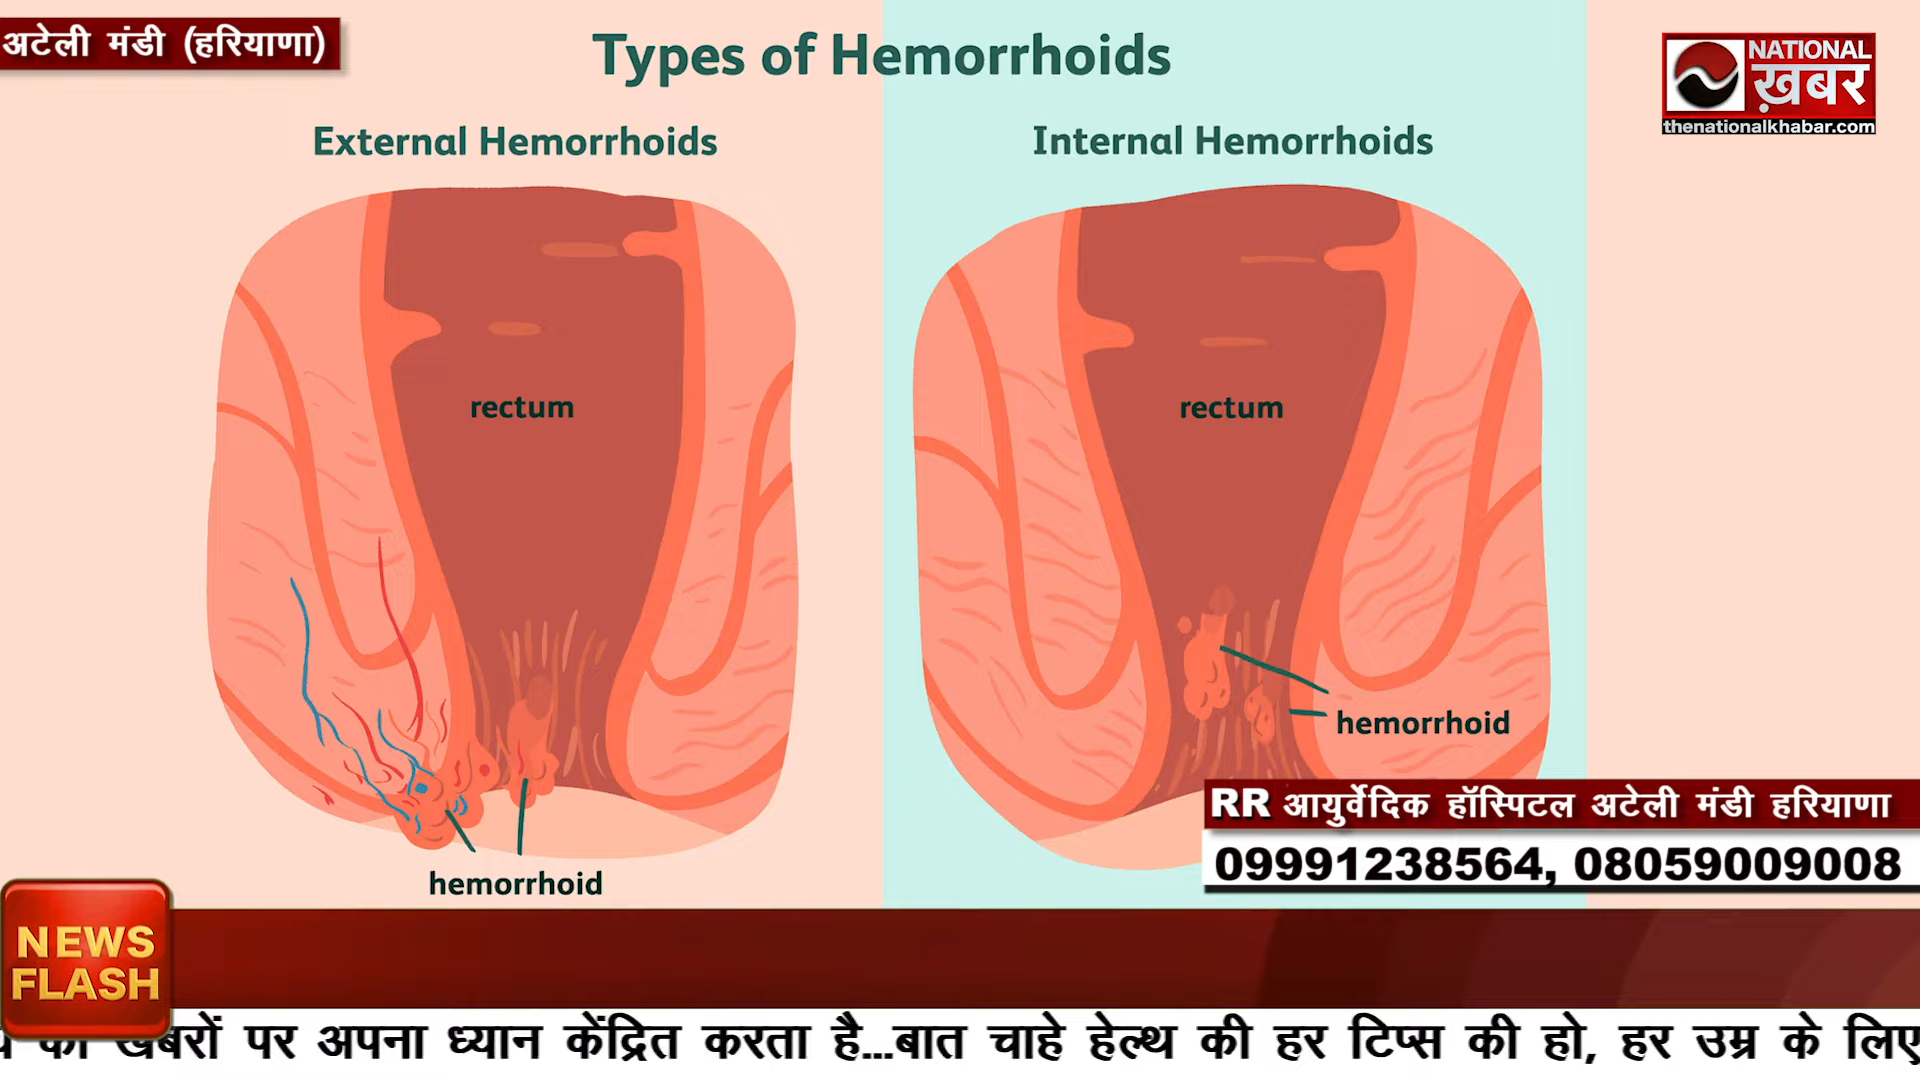 अटेली मंडी (हरियाणा)
Types of Hemorrhoids
NATIONAL
ख़बर
thenationalkhabar.com
External Hemorrhoids
Internal Hemorrhoids
rectum
rectum
hemorrhoid
hemorrhoid
RR आयुर्वेदिक हॉस्पिटल अटेली मंडी हरियाणा
09991238564, 08059009008
NEWS
FLASH
खबरों पर अपना ध्यान केंद्रित करता है...बात चाहे हेल्थ की हर टिप्स की हो, हर उम्र के लिए